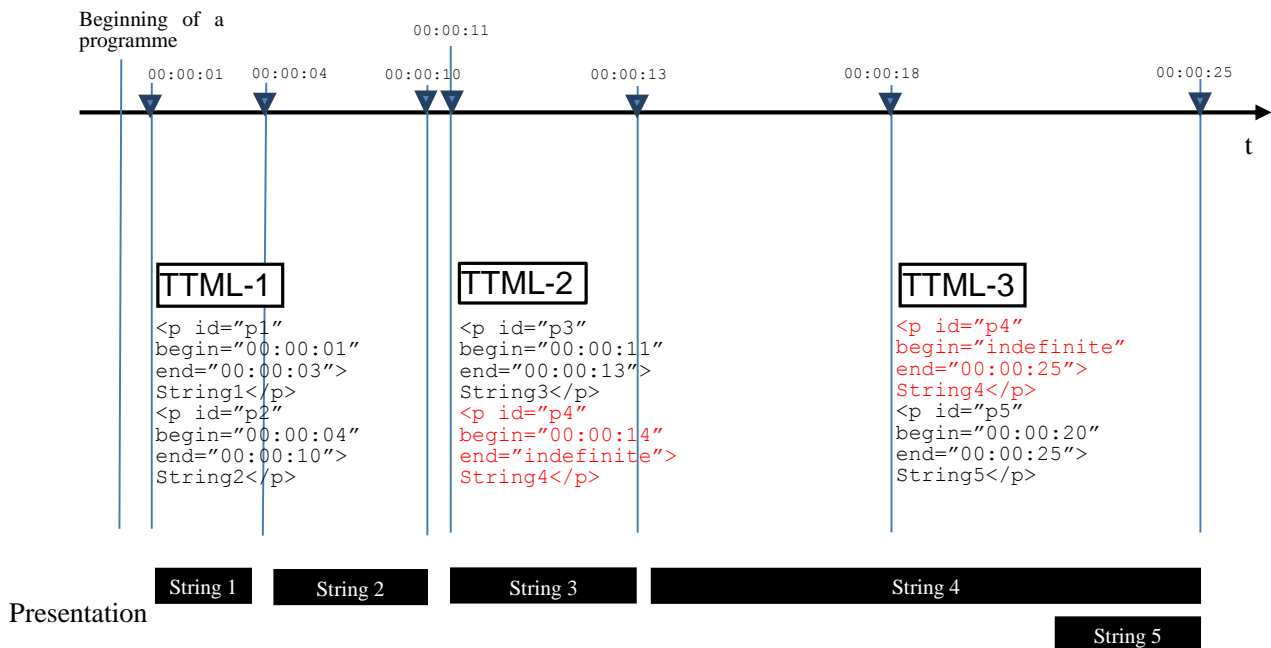 Beginning of a
programme
00:00:11
00:00:01
00:00:04
00:00:10
00:00:13
00:00:18
00:00:25
t
TTML-1
<p id=”p1”
begin=”00:00:01”
end=”00:00:03”>
String1</p>
<p id=”p2”
begin=”00:00:04”
end=”00:00:10”>
String2</p>
TTML-2
<p id=”p3”
begin=”00:00:11”
end=”00:00:13”>
String3</p>
<p id=”p4”
begin=”00:00:14”
end=”indefinite”>
String4</p>
TTML-3
<p id=”p4”
begin=”indefinite”
end=”00:00:25”>
String4</p>
<p id=”p5”
begin=”00:00:20”
end=”00:00:25”>
String5</p>
Presentation
String 1
String 2
String 3
String 4
String 5